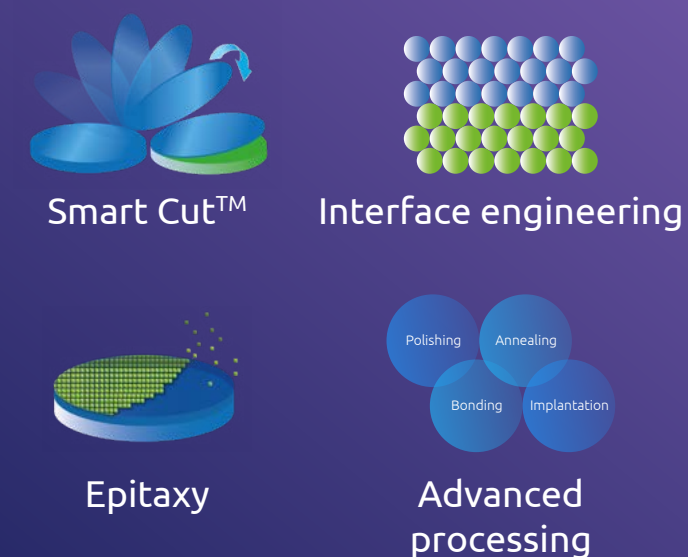 Smart Cut™
Interface engineering
Polishing
Annealing
Bonding
Implantation
Epitaxy
Advanced
processing